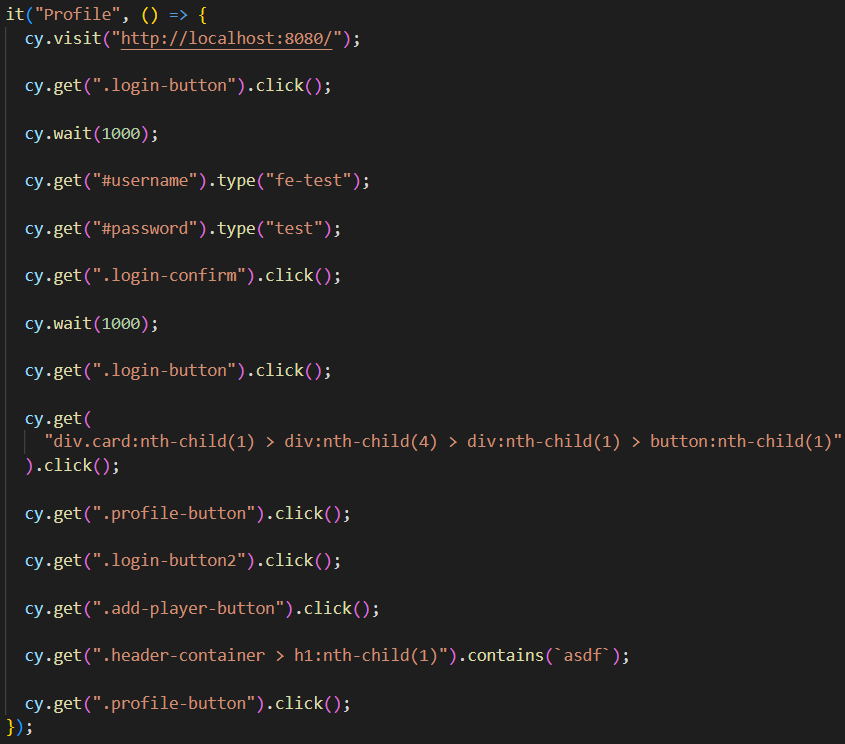 it("Profile", () => {
cy.visit("http://localhost:8080/");
cy.get(".login-button").click();
cy.wait(1000);
cy.get("#username").type("fe-test");
cy.get("#password").type("test");
cy.get(".login-confirm").click();
cy.wait(1000);
cy.get(".login-button").click();
cy.get(
"div.card:nth-child(1) > div:nth-child(4) > div:nth-child(1) > button:nth-child(1)"
).click();
cy.get(".profile-button").click();
cy.get(".login-button2").click();
cy.get(".add-player-button").click();
cy.get(".header-container > h1:nth-child(1)").contains(`asdf`);
cy.get(".profile-button").click();
});